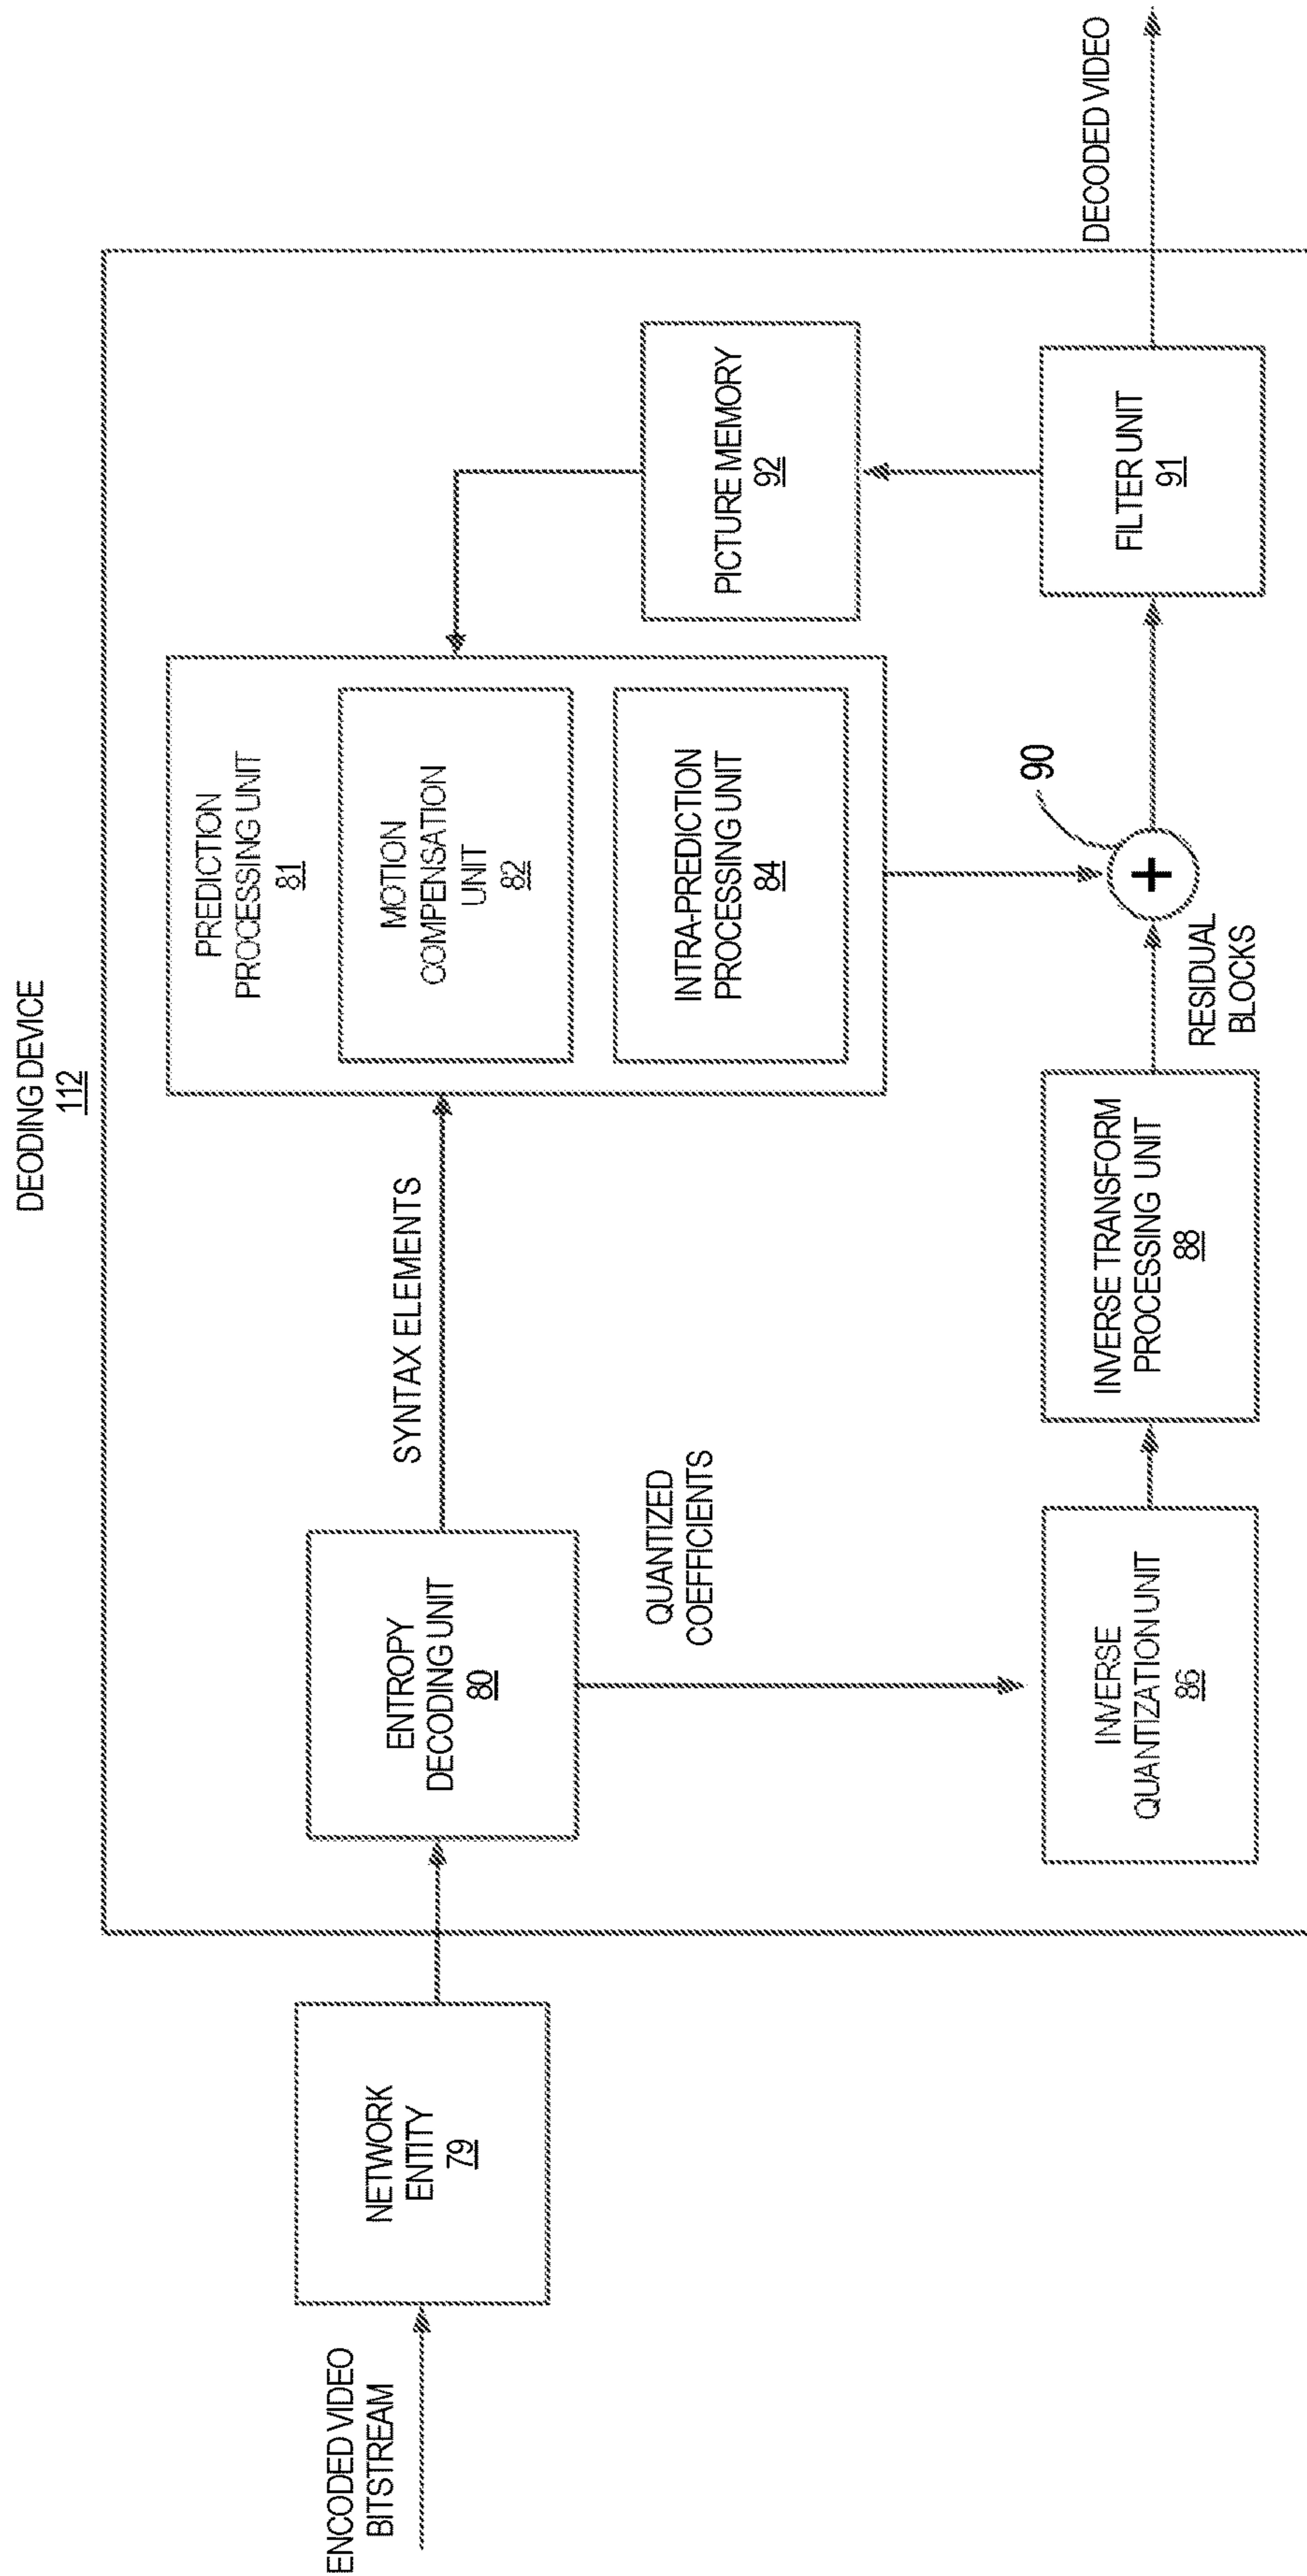 DEODING DEVICE
112
ENCODED VIDEO
BITSTREAM
NETWORK
ENTITY
79
ENTROPY
DECODING UNIT
80
SYNTAX ELEMENTS
QUANTIZED
COEFFICIENTS
PREDICTION
PROCESSING UNIT
81
MOTION
COMPENSATION
UNIT
82
INTRA-PREDICTION
PROCESSING UNIT
84
PICTURE MEMORY
92
INVERSE
QUANTIZATION UNIT
86
INVERSE TRANSFORM
PROCESSING UNIT
88
RESIDUAL
BLOCKS
90
+
FILTER UNIT
91
DECODED VIDEO